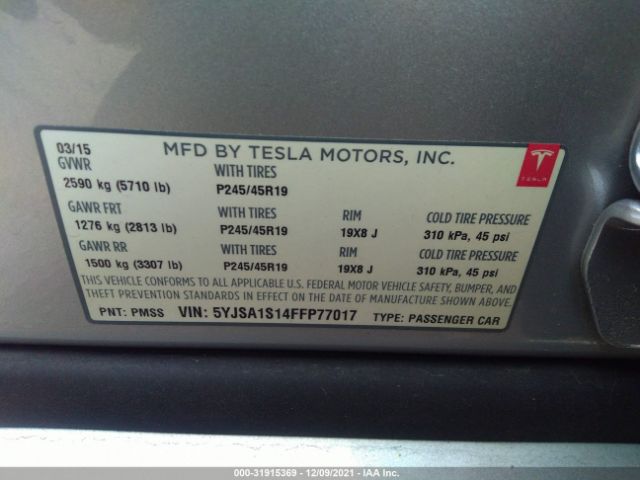 03/15 MFD BY TESLA MOTORS, INC.
GVWR WITH TIRES
2590 kg (5710 lb) P245/45R19
TESLA
GAWR FRT WITH TIRES RIM COLD TIRE PRESSURE
1276 kg (2813 lb) P245/45R19 19X8 J 310 kPa, 45 psi
GAWR RR WITH TIRES RIM COLD TIRE PRESSURE
1500 kg (3307 lb) P245/45R19 19X8 J 310 kPa, 45 psi
THIS VEHICLE CONFORMS TO ALL APPLICABLE U.S. FEDERAL MOTOR VEHICLE SAFETY, BUMPER, AND
THEFT PREVENTION STANDARDS IN EFFECT ON THE DATE OF MANUFACTURE SHOWN ABOVE.
PNT: PMSS VIN: 5YJSA1S14FFP77017 TYPE: PASSENGER CAR
000-31915369 - 12/09/2021 - IAA Inc.